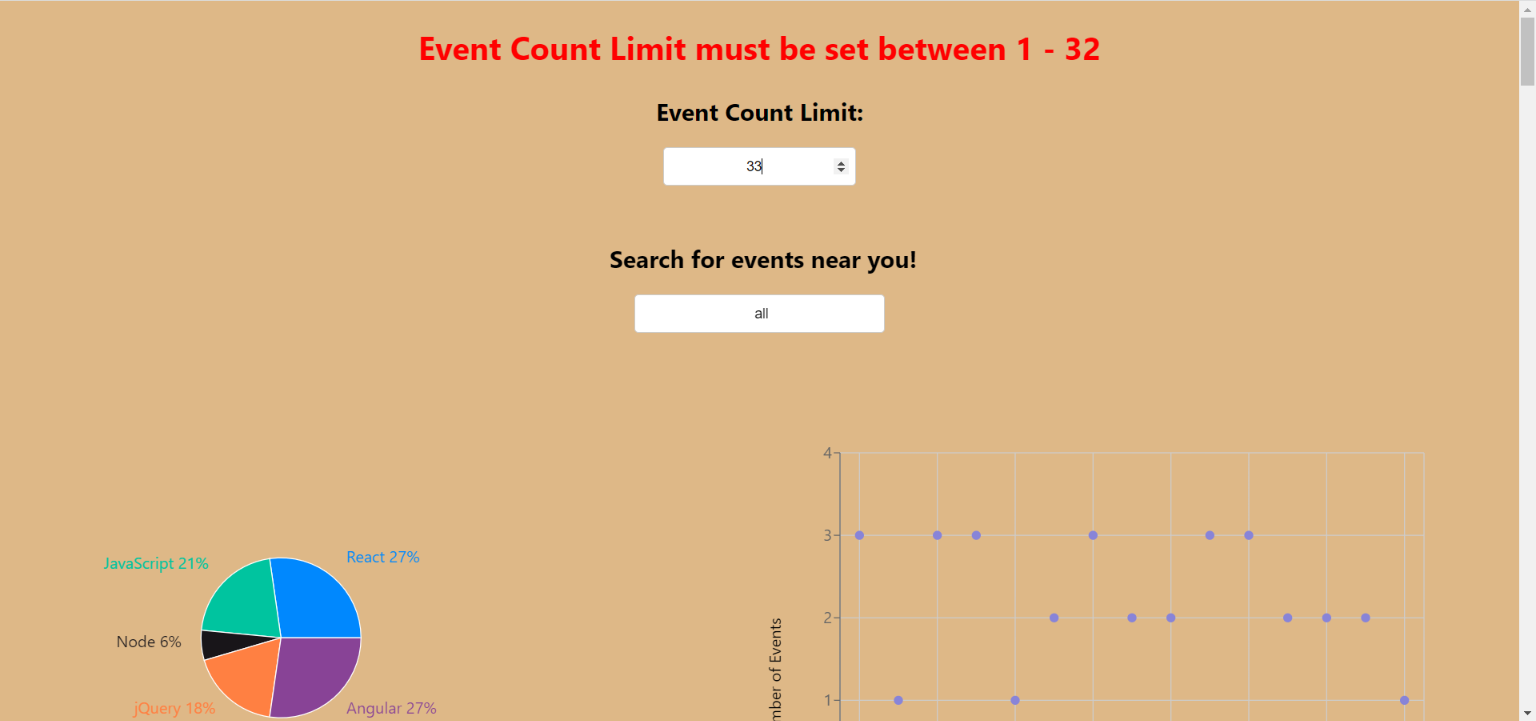 Event Count Limit must be set between 1 - 32
Event Count Limit:
33
Search for events near you!
all
4
3
2
1
mber of Events
JavaScript 21%
React 27%
Node 6%
jQuery 18%
Angular 27%